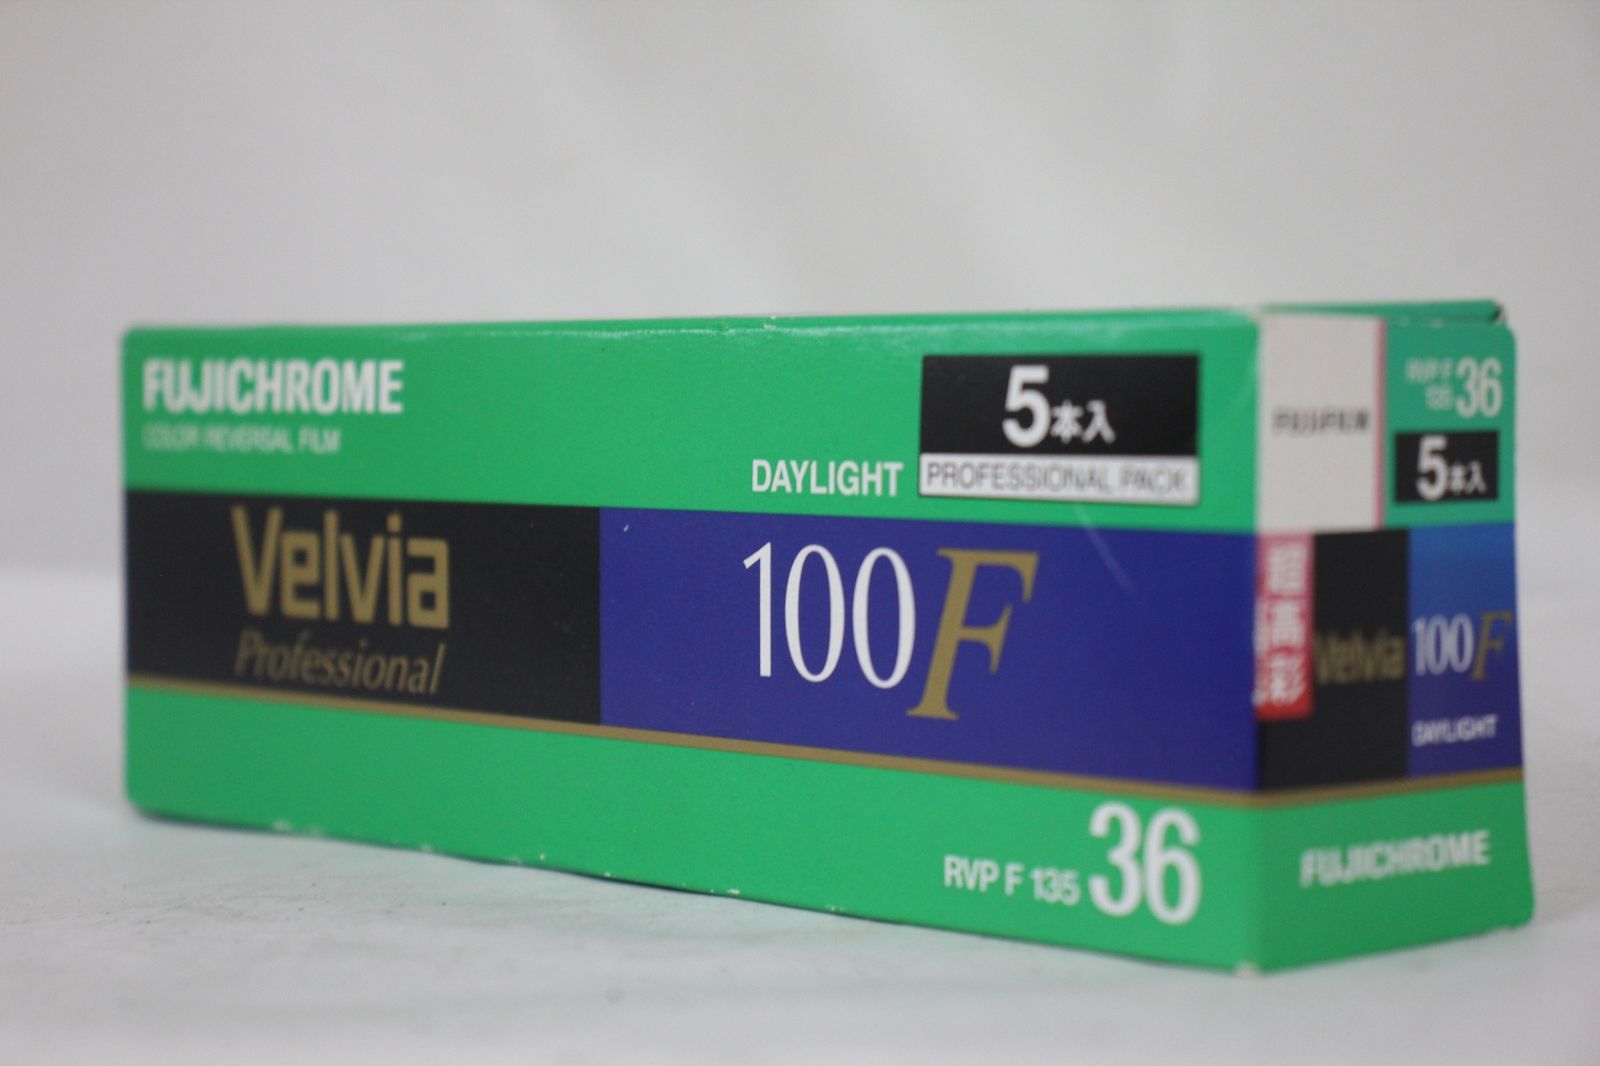 FUJICHROME
COLOR REVERSAL FILM
5本入
DAYLIGHT
PROFESSIONAL PACK
Velvia
Professional
100F
RVP F 135 36
FUJIFILM
RVP F
135 36
5本入
Velvia
100F
DAYLIGHT
FUJICHROME